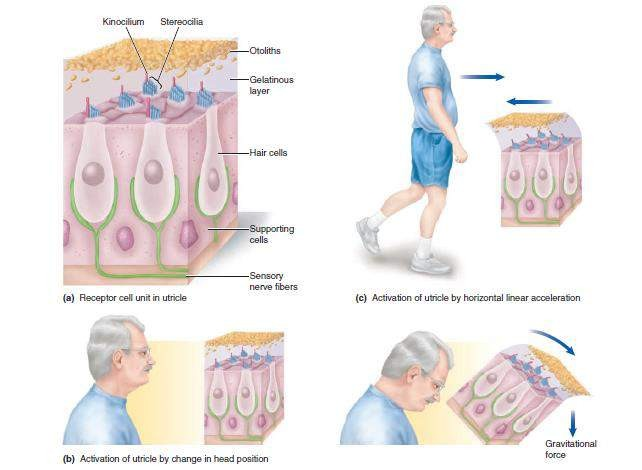 Kinocilium Stereocilia
Otoliths
Gelatinous
layer
Hair cells
Supporting
cells
Sensory
nerve fibers
(a) Receptor cell unit in utricle
(c) Activation of utricle by horizontal linear acceleration
Gravitational
force
(b) Activation of utricle by change in head position